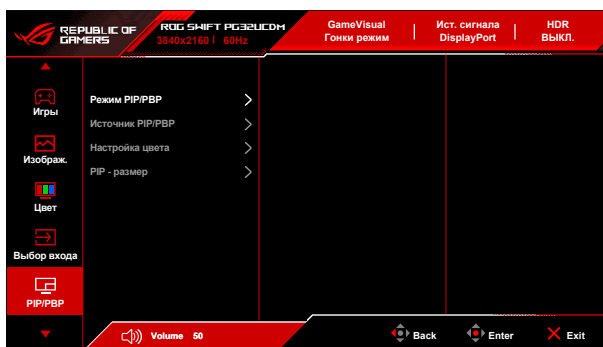 REPUBLIC OF
GAMERS
ROG SWIFT PG32UCDM
3840x2160 | 60Hz
GameVisual
Гонки режим
Ист. сигнала
DisplayPort
HDR
ВЫКЛ.
Игры
Изображ.
Цвет
Выбор входа
PIP/PBP
Режим PIP/PBP
Источник PIP/PBP
Настройка цвета
PIP - размер
Volume 50
Back
Enter
Exit